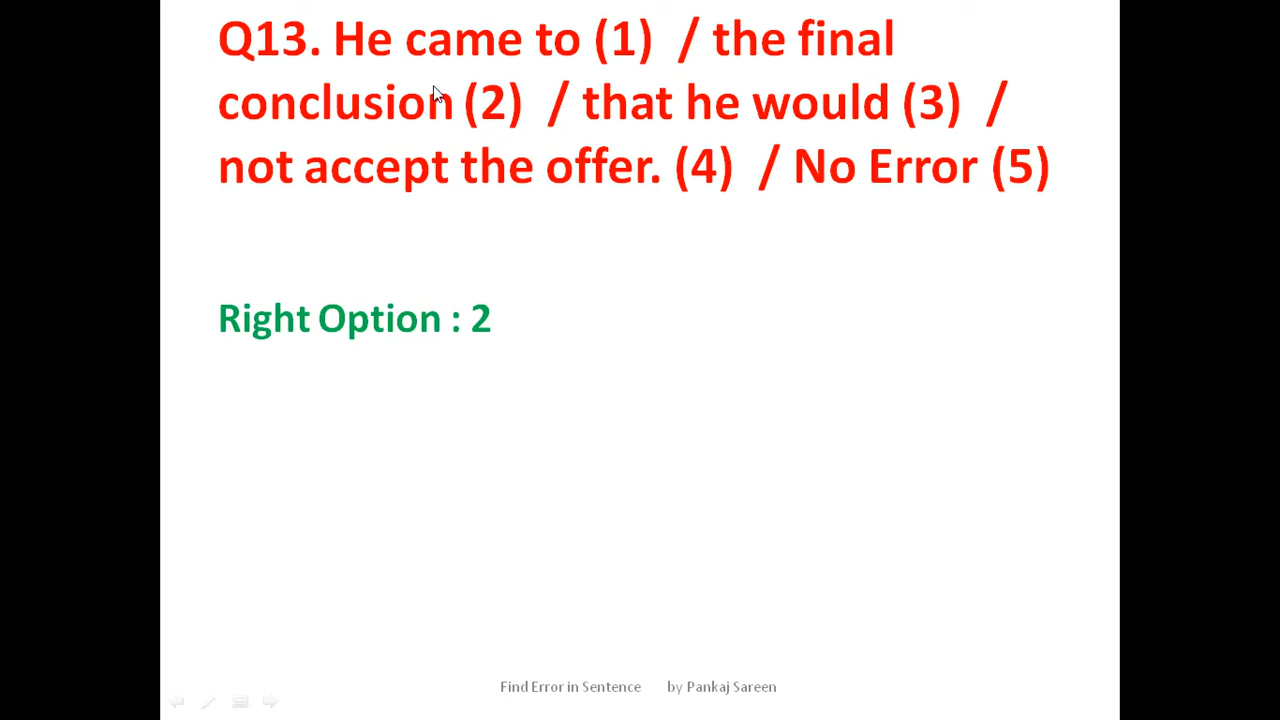 Q13. He came to (1) / the final
conclusion (2) / that he would (3) /
not accept the offer. (4) / No Error (5)
Right Option : 2
Find Error in Sentence by Pankaj Sareen